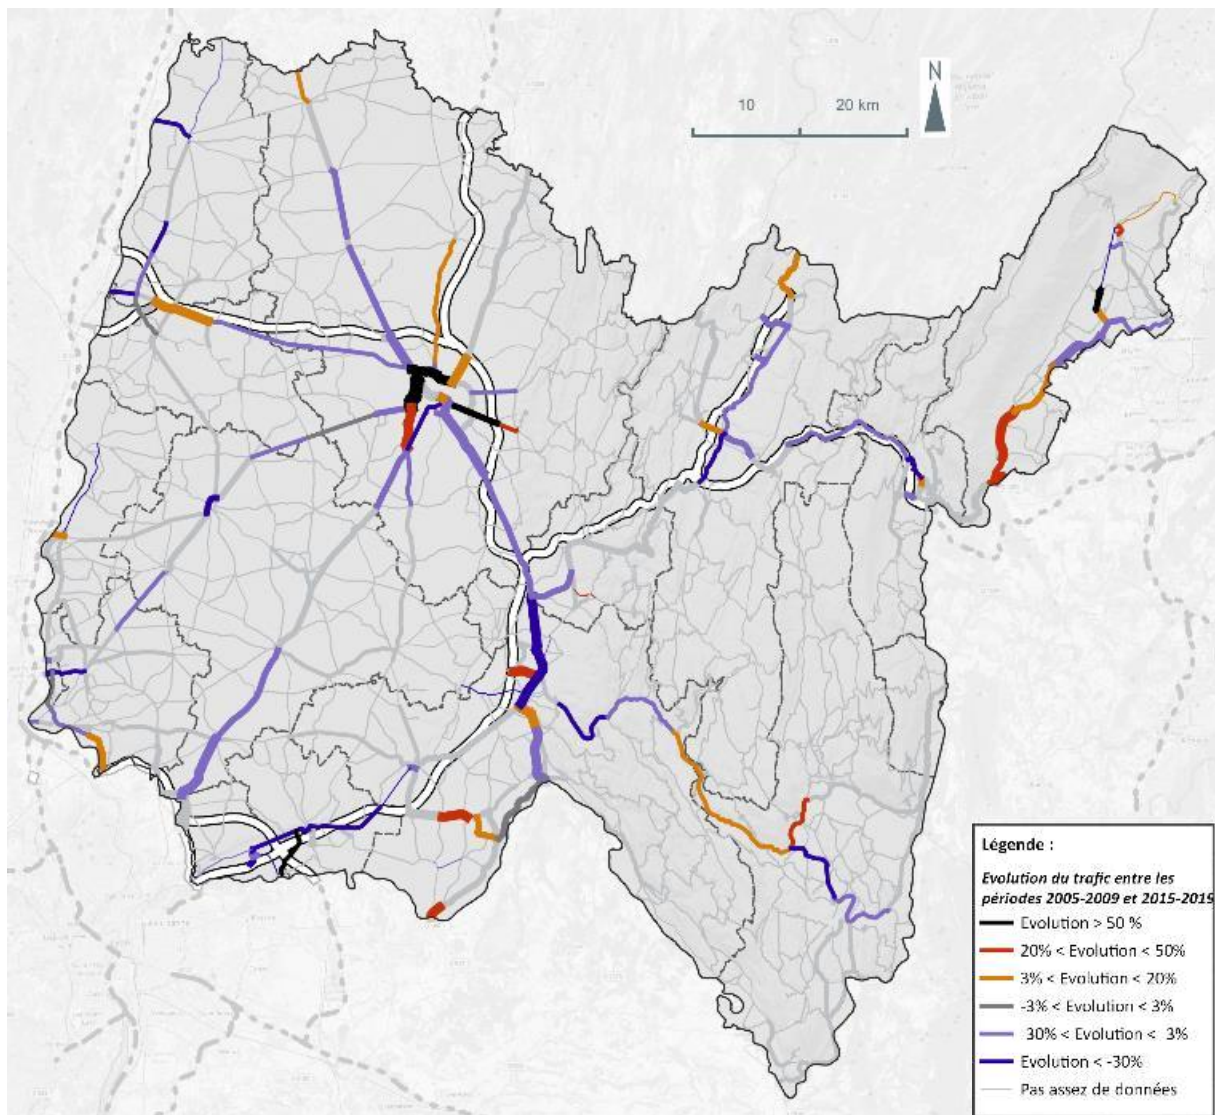 N
10 20 km
Légende :
Evolution du trafic entre les
périodes 2005-2009 et 2015-2019
Evolution > 50 %
20% < Evolution < 50%
3% < Evolution < 20%
-3% < Evolution < 3%
30% < Evolution < 3%
Evolution < -30%
Pas assez de données